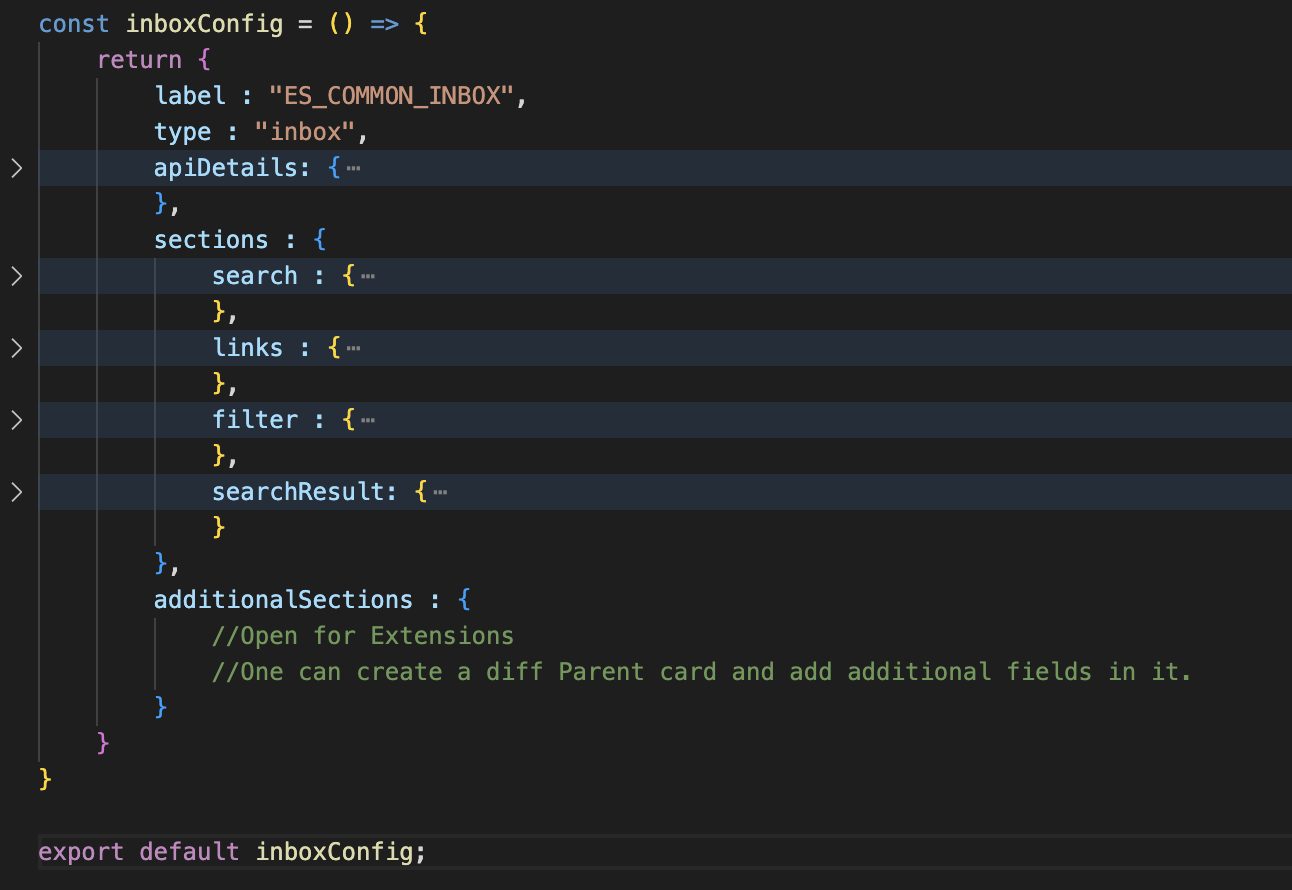 const inboxConfig = () => {
    return {
        label : "ES_COMMON_INBOX",
        type : "inbox",
        apiDetails: {⋯
        },
        sections : {
            search : {⋯
            },
            links : {⋯
            },
            filter : {⋯
            },
            searchResult: {⋯
            }
        },
        additionalSections : {
            //Open for Extensions
            //One can create a diff Parent card and add additional fields in it.
        }
    }
}

export default inboxConfig;